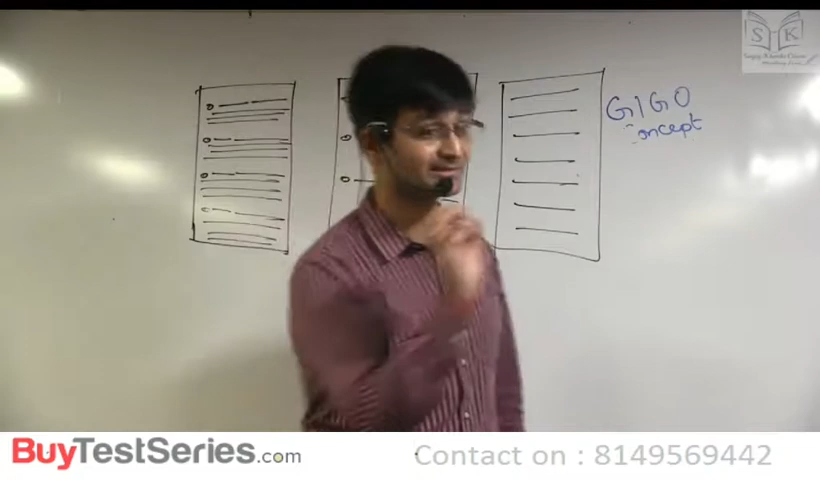 S K
GIGO
concept
BuyTestSeries.com
Contact on : 8149569442